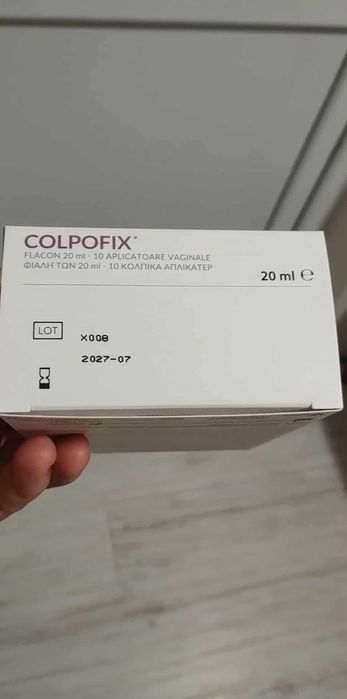 COLPOFIX®
FLACON 20 ml - 10 APLICATOARE VAGINALE
ΦΙΑΛΗ ΤΩΝ 20 ml - 10 ΚΟΛΠΙΚΑ ΑΠΛΙΚΑΤΕΡ
20 ml ℮
LOT
X008
2027-07